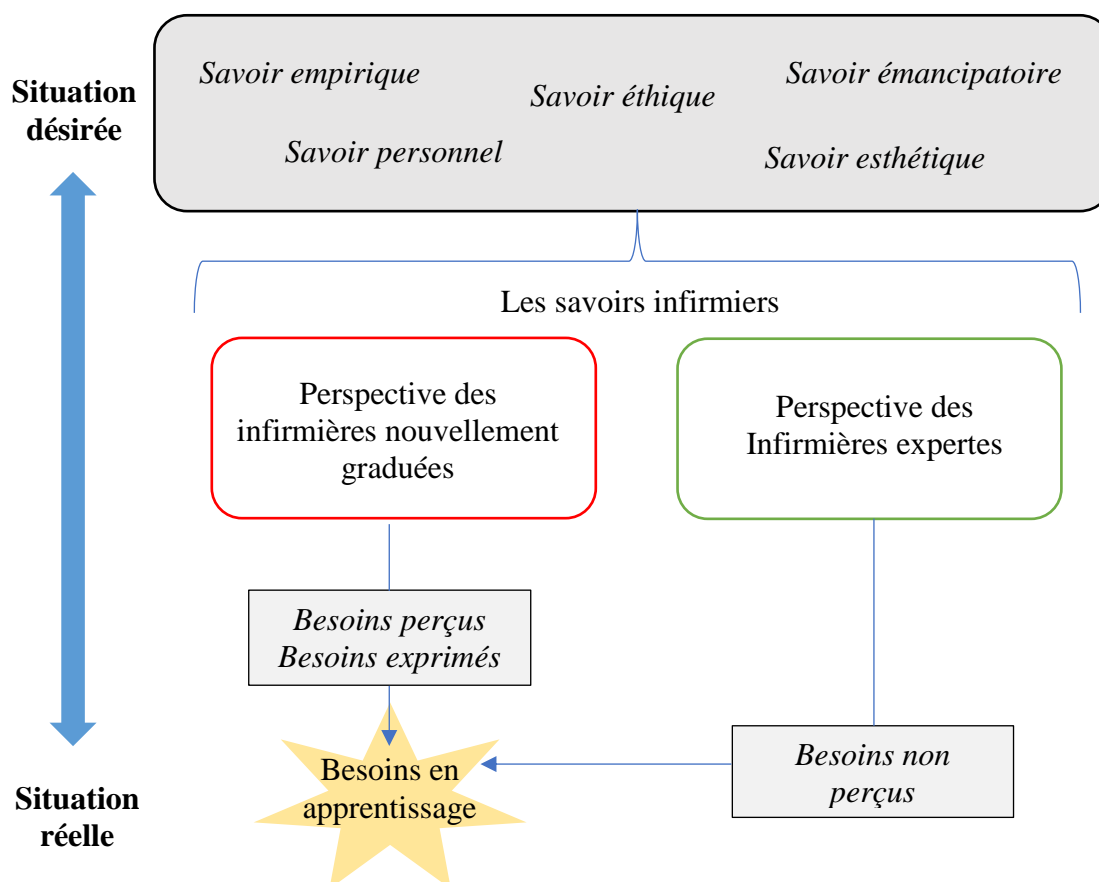 Situation
désirée
Savoir empirique
Savoir éthique
Savoir émancipatoire
Savoir personnel
Savoir esthétique
Les savoirs infirmiers
Perspective des
infirmières nouvellement
graduées
Perspective des
Infirmières expertes
Besoins perçus
Besoins exprimés
Besoins non
perçus
Besoins en
apprentissage
Situation
réelle